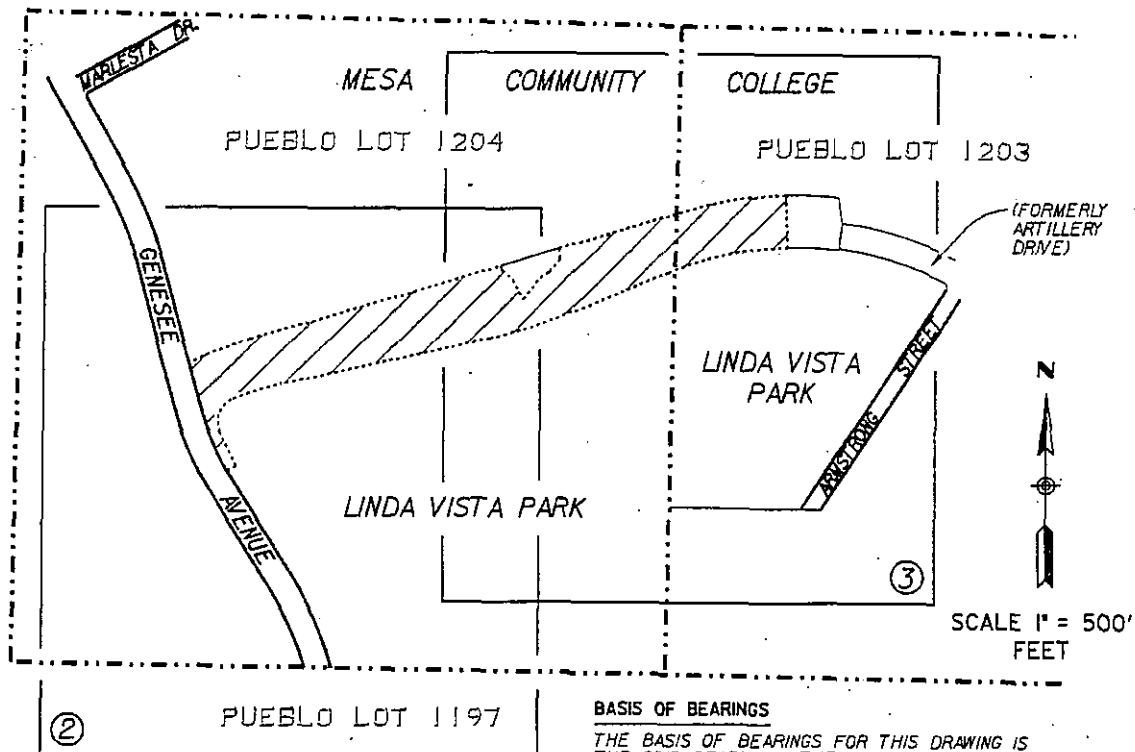 MARLESTA DR.
MESA COMMUNITY COLLEGE
PUEBLO LOT 1204
PUEBLO LOT 1203
(FORMERLY
ARTILLERY
DRIVE)
GENESEE
AVENUE
LINDA VISTA
PARK
ARMSTRONG STREET
LINDA VISTA PARK
N
3
SCALE 1" = 500'
FEET
2
PUEBLO LOT 1197
BASIS OF BEARINGS
THE BASIS OF BEARINGS FOR THIS DRAWING IS